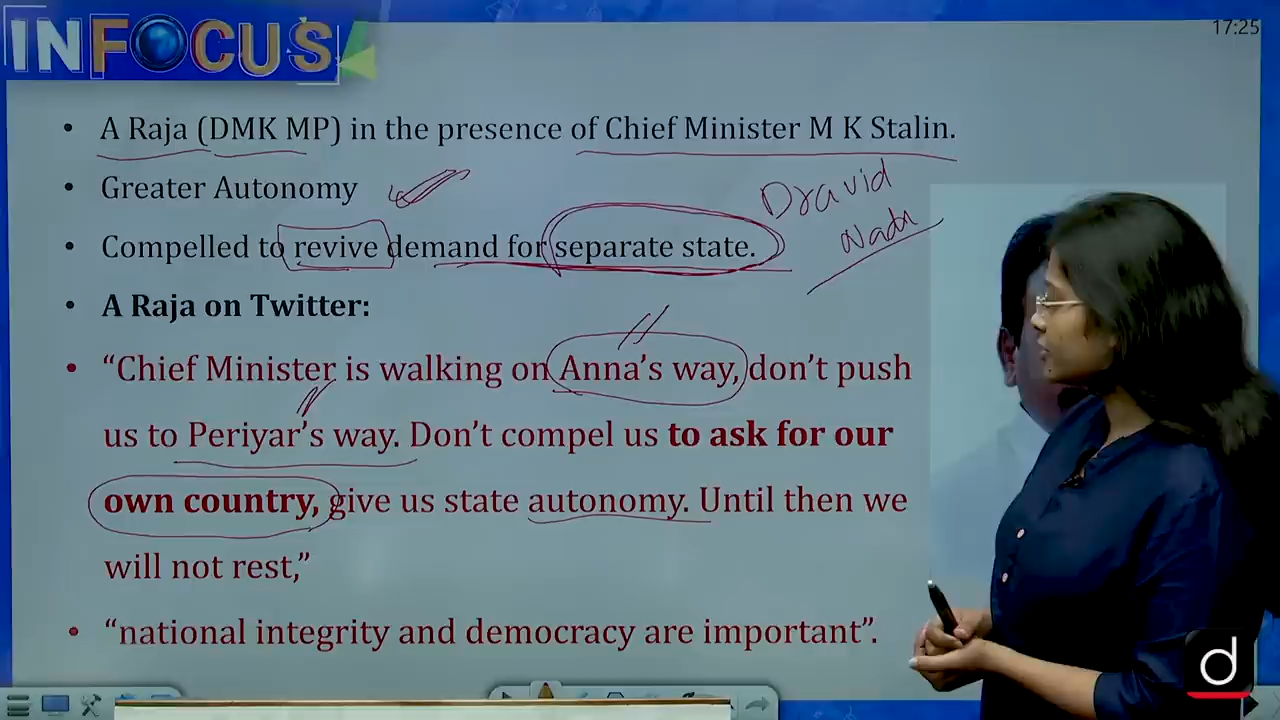 INFOCUS
17:25
• A Raja (DMK MP) in the presence of Chief Minister M K Stalin.
• Greater Autonomy
Dravid
Nadu
• Compelled to revive demand for separate state.
• A Raja on Twitter:
• “Chief Minister is walking on Anna’s way, don’t push
us to Periyar’s way. Don’t compel us to ask for our
own country, give us state autonomy. Until then we
will not rest,”
• “national integrity and democracy are important”.
d